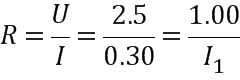 R = U/I = 2.5/0.30 = 1.00/I₁